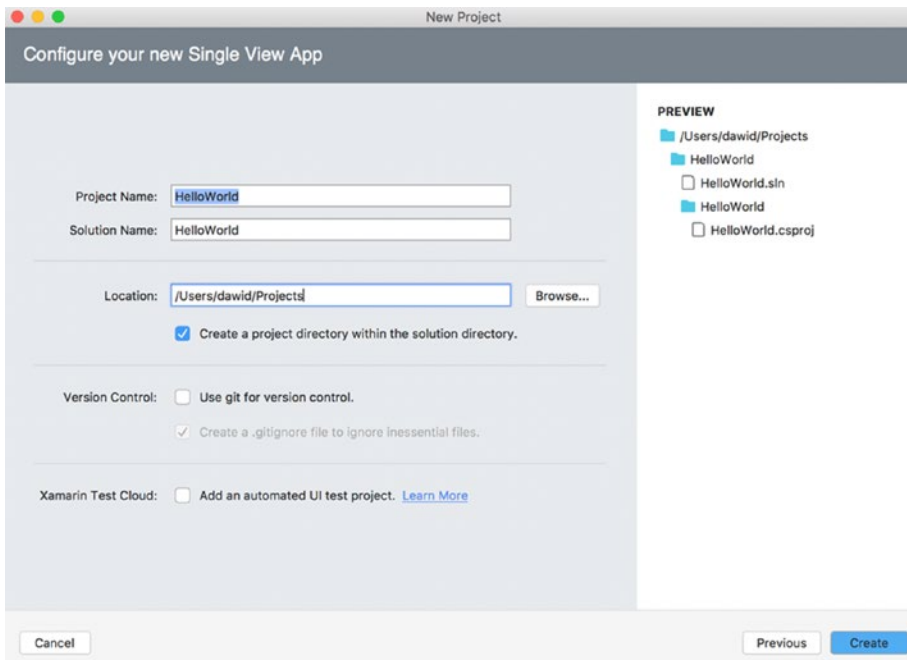 New Project
Configure your new Single View App
Project Name: HelloWorld
Solution Name: HelloWorld
Location: /Users/dawid/Projects Browse...
Create a project directory within the solution directory.
Version Control: Use git for version control.
Create a .gitignore file to ignore inessential files.
Xamarin Test Cloud: Add an automated UI test project. Learn More
PREVIEW
/Users/dawid/Projects
HelloWorld
HelloWorld.sln
HelloWorld
HelloWorld.csproj
Cancel Previous Create